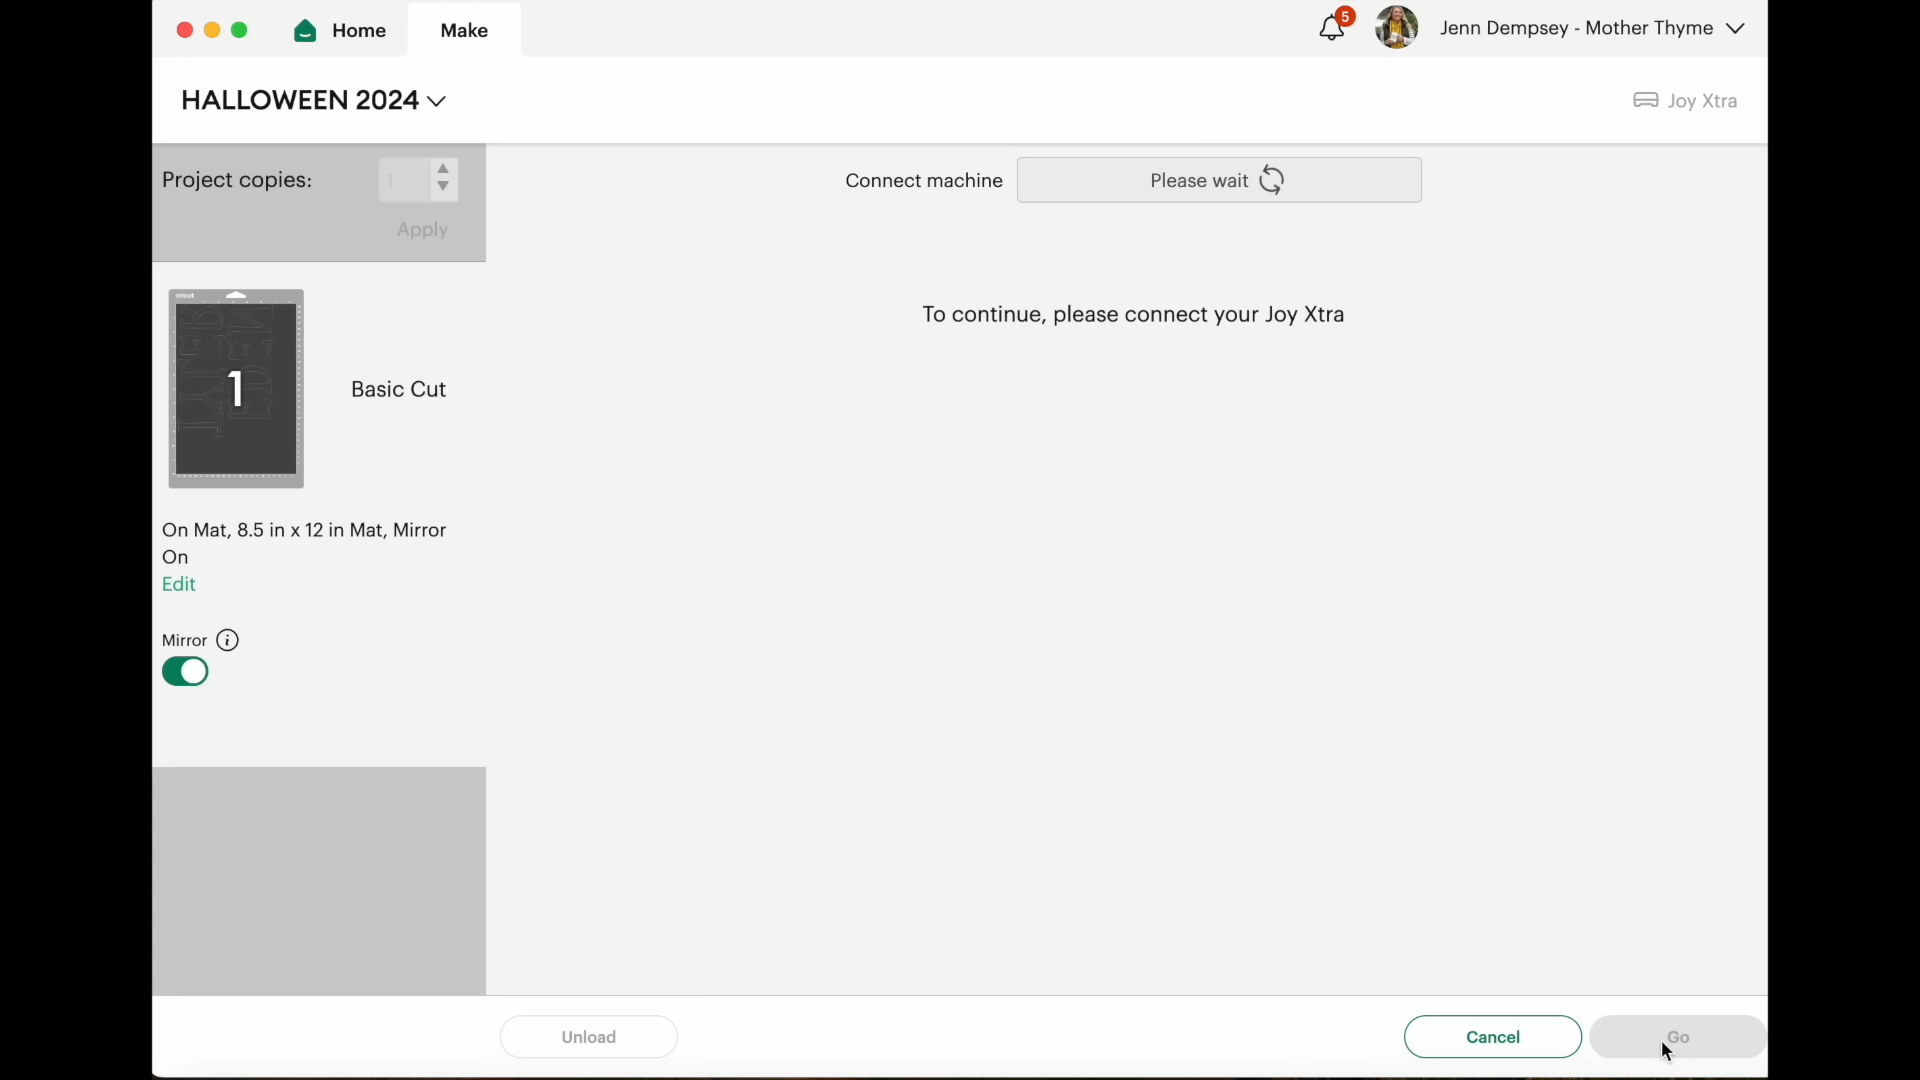 Home
Make
5
Jenn Dempsey - Mother Thyme
HALLOWEEN 2024
Joy Xtra
Project copies:
1
Apply
Connect machine
Please wait
To continue, please connect your Joy Xtra
cricut
1
Basic Cut
On Mat, 8.5 in x 12 in Mat, Mirror
On
Edit
Mirror
Unload
Cancel
Go